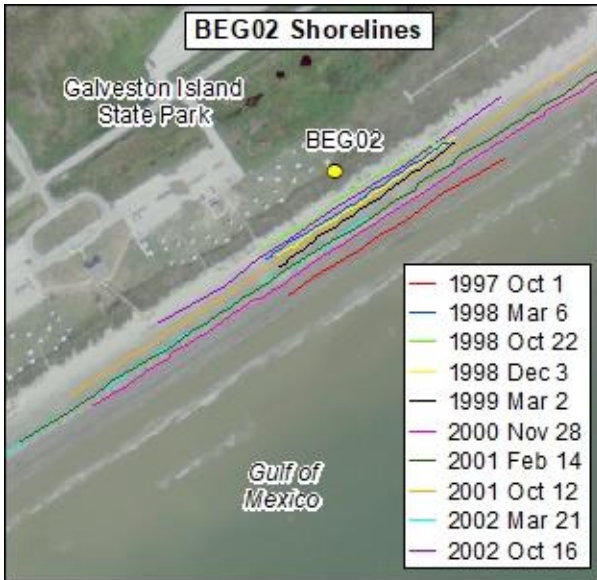 BEG02 Shorelines
Galveston Island
State Park
BEG02
1997 Oct 1
1998 Mar 6
1998 Oct 22
1998 Dec 3
1999 Mar 2
2000 Nov 28
2001 Feb 14
2001 Oct 12
2002 Mar 21
2002 Oct 16
Gulf of
Mexico